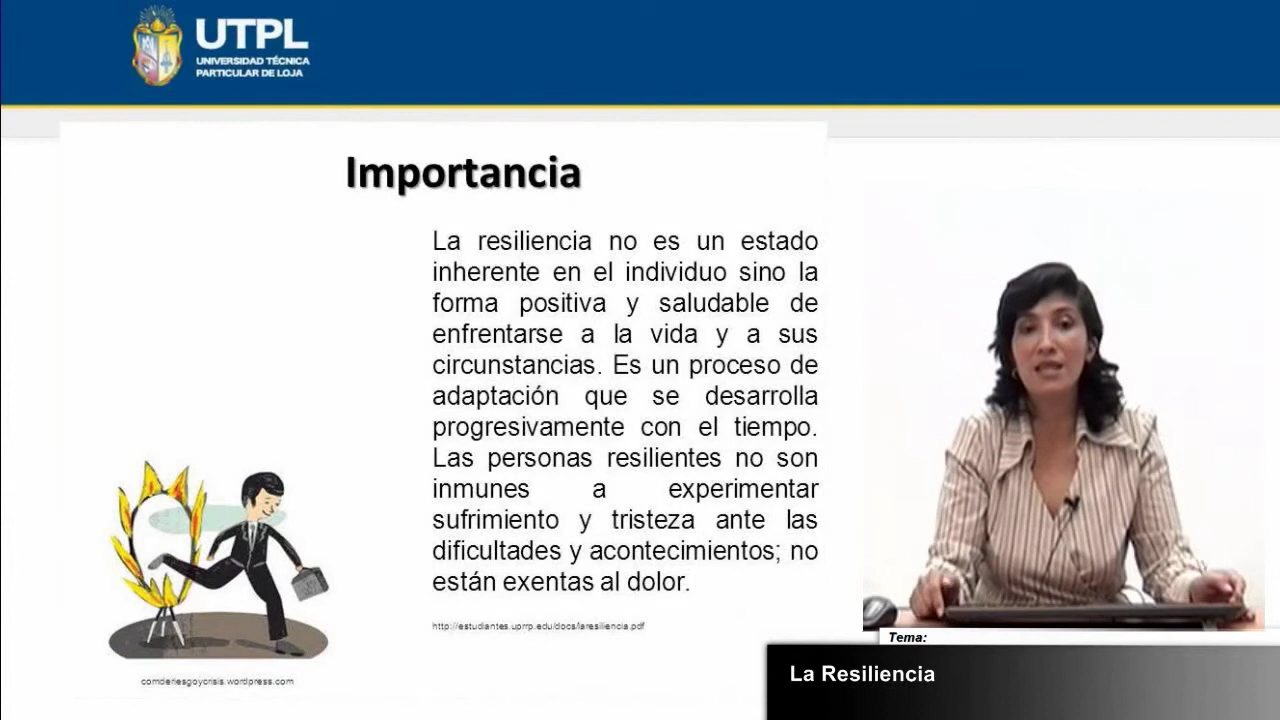 UTPL
UNIVERSIDAD TÉCNICA
PARTICULAR DE LOJA
Importancia
La resiliencia no es un estado
inherente en el individuo sino la
forma positiva y saludable de
enfrentarse a la vida y a sus
circunstancias. Es un proceso de
adaptación que se desarrolla
progresivamente con el tiempo.
Las personas resilientes no son
inmunes a experimentar
sufrimiento y tristeza ante las
dificultades y acontecimientos; no
están exentas al dolor.
http://estudiantes.uprrp.edu/docs/laresiliencia.pdf
comderiesgoycrisis.wordpress.com
Tema:
La Resiliencia